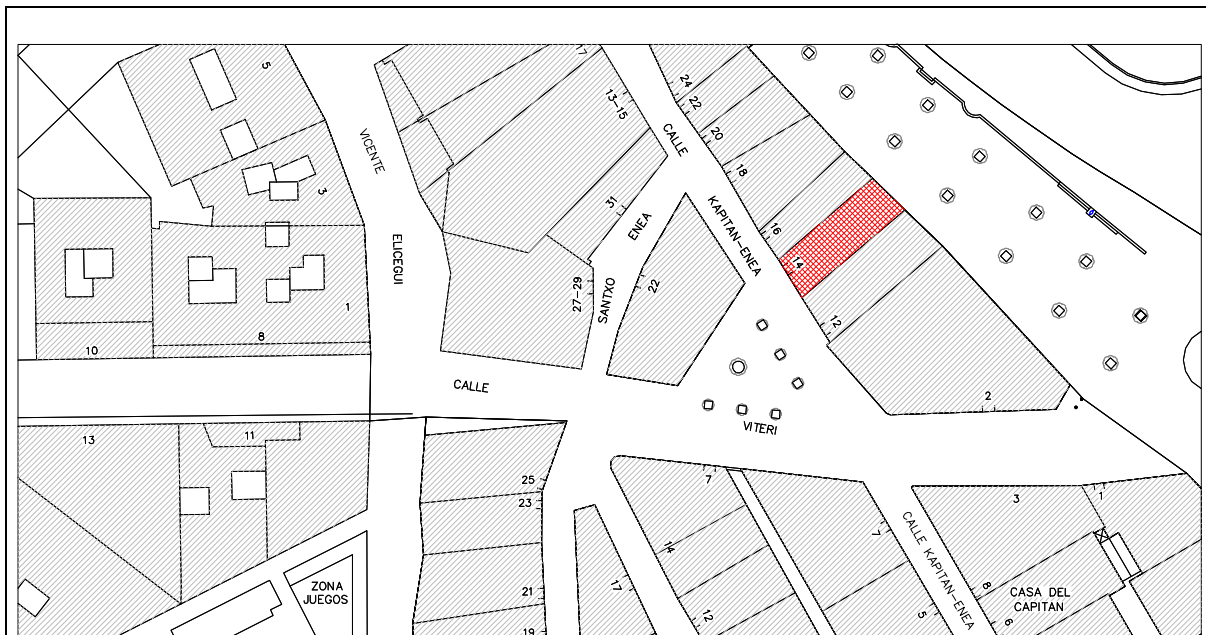 5
17
13-15
24
22
20
18
16
14
12
CALLE
KAPITAN-ENEA
VICENTE
ELICEGUI
3
31
ENEA
SANTXO
27-29
22
1
8
10
CALLE
VITERI
2
13
11
25
23
21
19
17
7
14
12
7
5
CALLE KAPITAN-ENEA
3
1
8
6
CASA DEL
CAPITAN
ZONA
JUEGOS